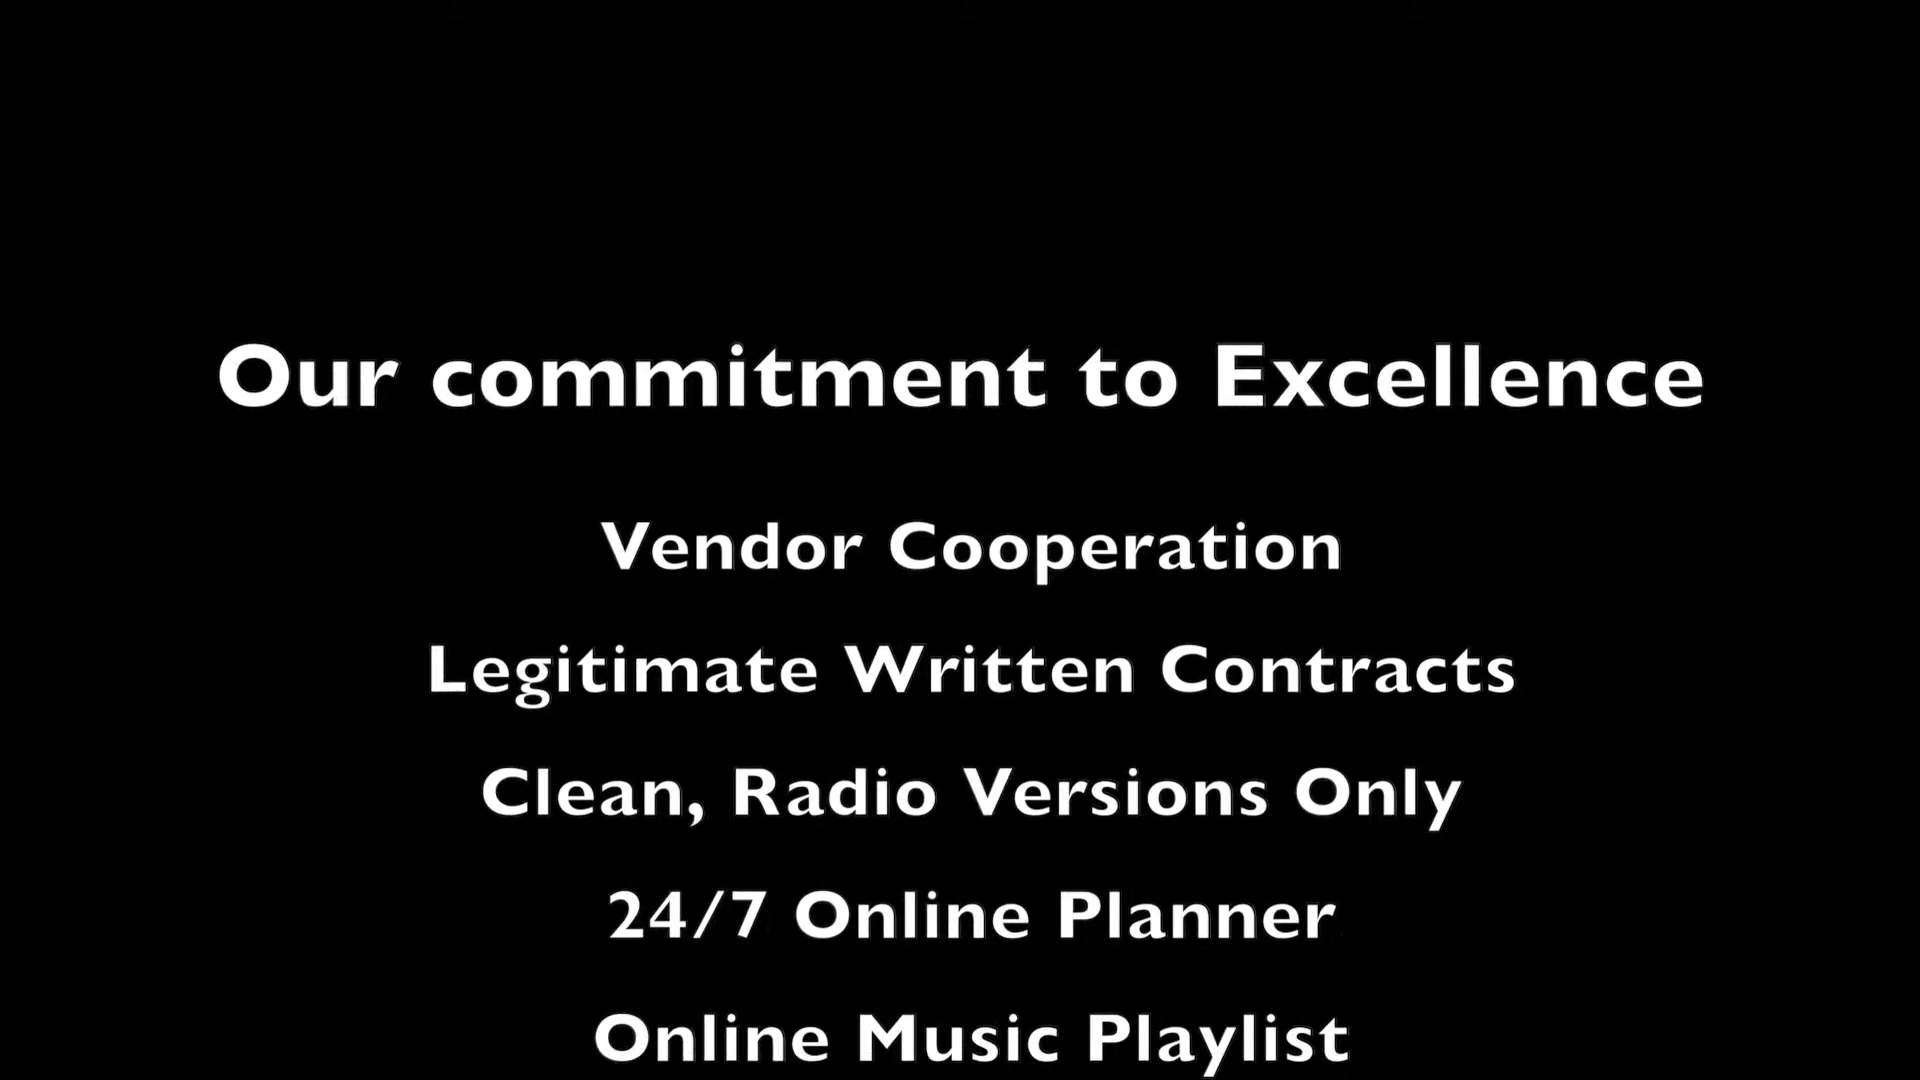 Our commitment to Excellence
Vendor Cooperation
Legitimate Written Contracts
Clean, Radio Versions Only
24/7 Online Planner
Online Music Playlist